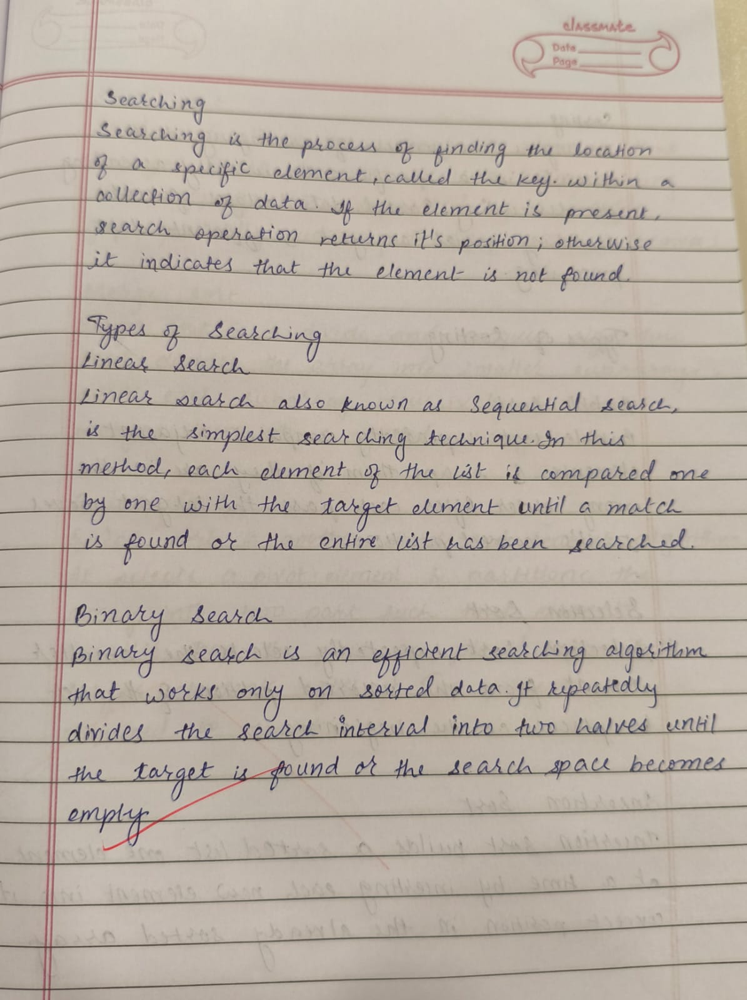 classmate
Date
Page
Searching
Searching is the process of finding the location
of a specific element, called the key. within a
collection of data. If the element is present,
search operation returns it's position; otherwise
it indicates that the element is not found.
Types of Searching
Linear Search
Linear search also known as Sequential search,
is the simplest searching technique. In this
method, each element of the list is compared one
by one with the target element until a match
is found or the entire list has been searched.
Binary Search
Binary search is an efficient searching algorithm
that works only on sorted data. It repeatedly
divides the search interval into two halves until
the target is found or the search space becomes
empty.